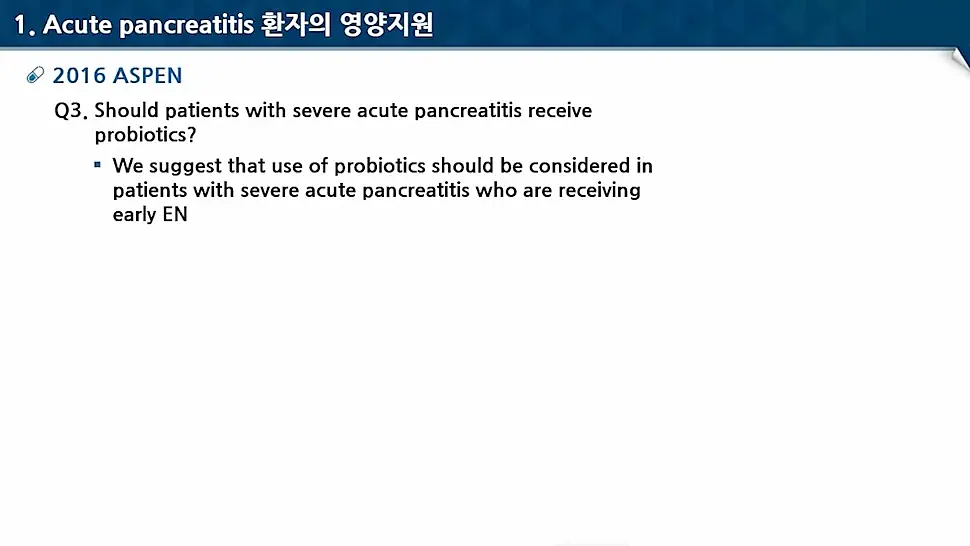 1. Acute pancreatitis 환자의 영양지원
2016 ASPEN
Q3. Should patients with severe acute pancreatitis receive
probiotics?
▪ We suggest that use of probiotics should be considered in
patients with severe acute pancreatitis who are receiving
early EN